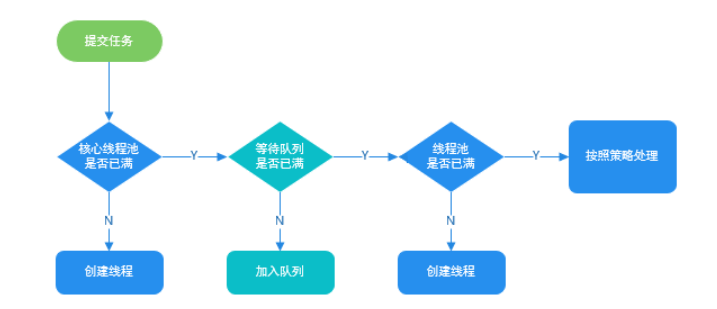 提交任务
核心线程池
是否已满
Y
等待队列
是否已满
Y
线程池
是否已满
Y
按照策略处理
N
N
N
创建线程
加入队列
创建线程